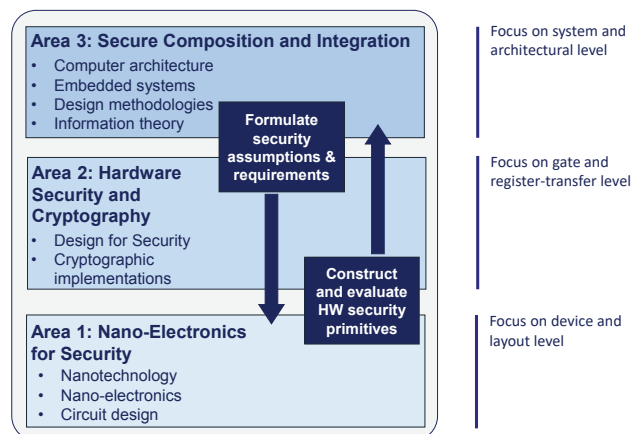 Area 3: Secure Composition and Integration
• Computer architecture
• Embedded systems
• Design methodologies
• Information theory
Focus on system and
architectural level
Formulate
security
assumptions &
requirements
Area 2: Hardware
Security and
Cryptography
• Design for Security
• Cryptographic
implementations
Focus on gate and
register-transfer level
Construct
and evaluate
HW security
primitives
Area 1: Nano-Electronics
for Security
• Nanotechnology
• Nano-electronics
• Circuit design
Focus on device and
layout level